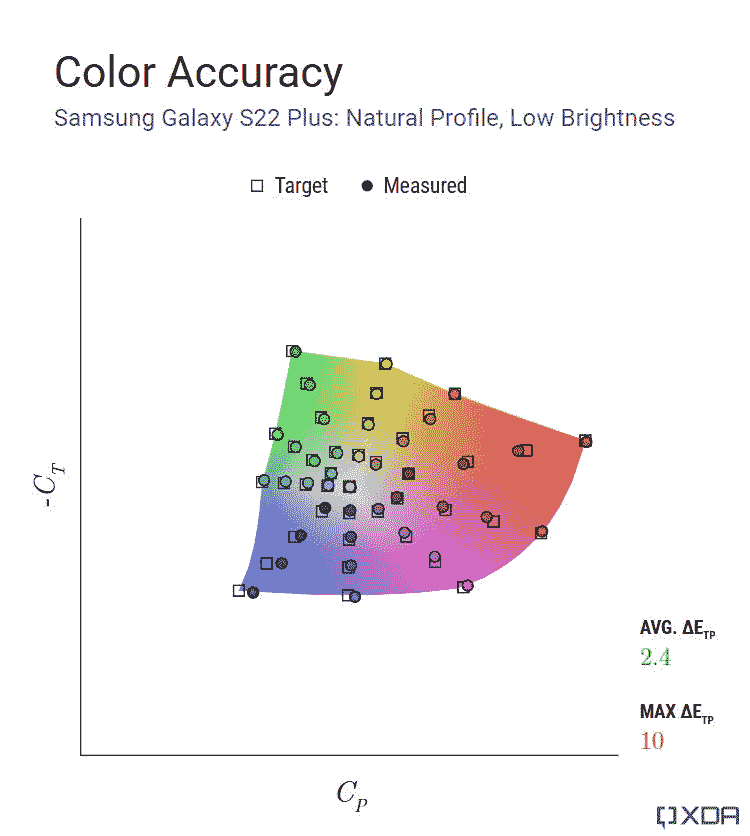 Color Accuracy
Samsung Galaxy S22 Plus: Natural Profile, Low Brightness
Target Measured
-C_T
AVG. ΔE_TP
2.4
MAX ΔE_TP
10
C_P
XDA